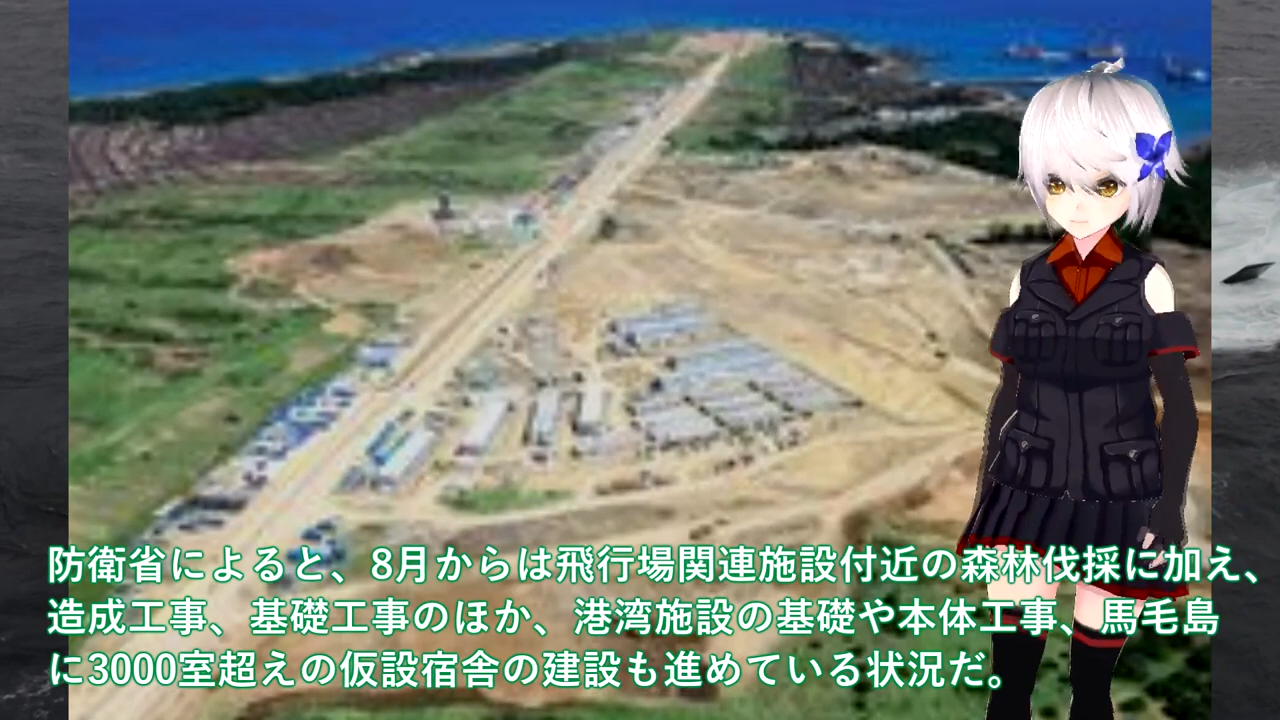 防衛省によると、8月からは飛行場関連施設付近の森林伐採に加え、
造成工事、基礎工事のほか、港湾施設の基礎や本体工事、馬毛島
に3000室超えの仮設宿舎の建設も進めている状況だ。